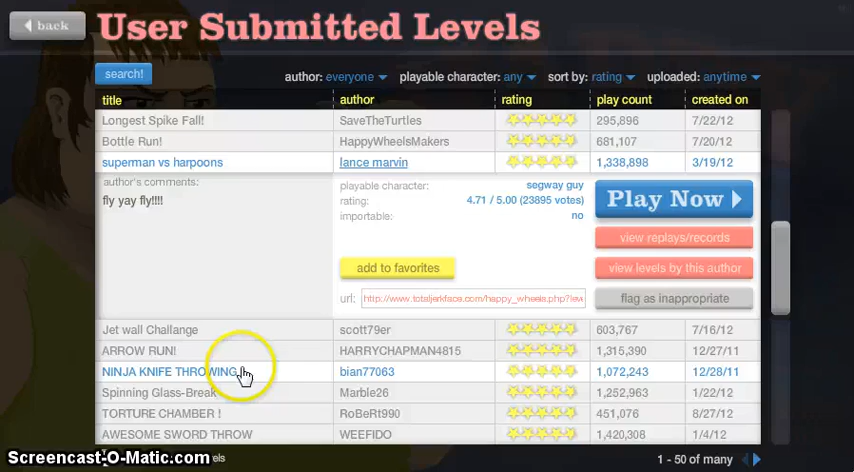 back
User Submitted Levels
search!
author: everyone playable character: any sort by: rating uploaded: anytime
title author rating play count created on
Longest Spike Fall! SaveTheTurtles 295,896 7/22/12
Bottle Run! HappyWheelsMakers 681,107 7/20/12
superman vs harpoons lance marvin 1,338,898 3/19/12
author's comments:
fly yay fly!!!!
playable character: segway guy
rating: 4.71 / 5.00 (23895 votes)
importable: no
Play Now
view replays/records
add to favorites
view levels by this author
url: http://www.totaljerkface.com/happy_wheels.php?leve
flag as inappropriate
Jet wall Challange scott79er 603,767 7/16/12
ARROW RUN! HARRYCHAPMAN4815 1,315,390 12/27/11
NINJA KNIFE THROWING bian77063 1,072,243 12/28/11
Spinning Glass-Break Marble26 1,252,963 1/22/12
TORTURE CHAMBER ! RoBeRt990 451,076 8/27/12
AWESOME SWORD THROW WEEFIDO 1,420,308 1/4/12
Screencast-O-Matic.com
1 - 50 of many